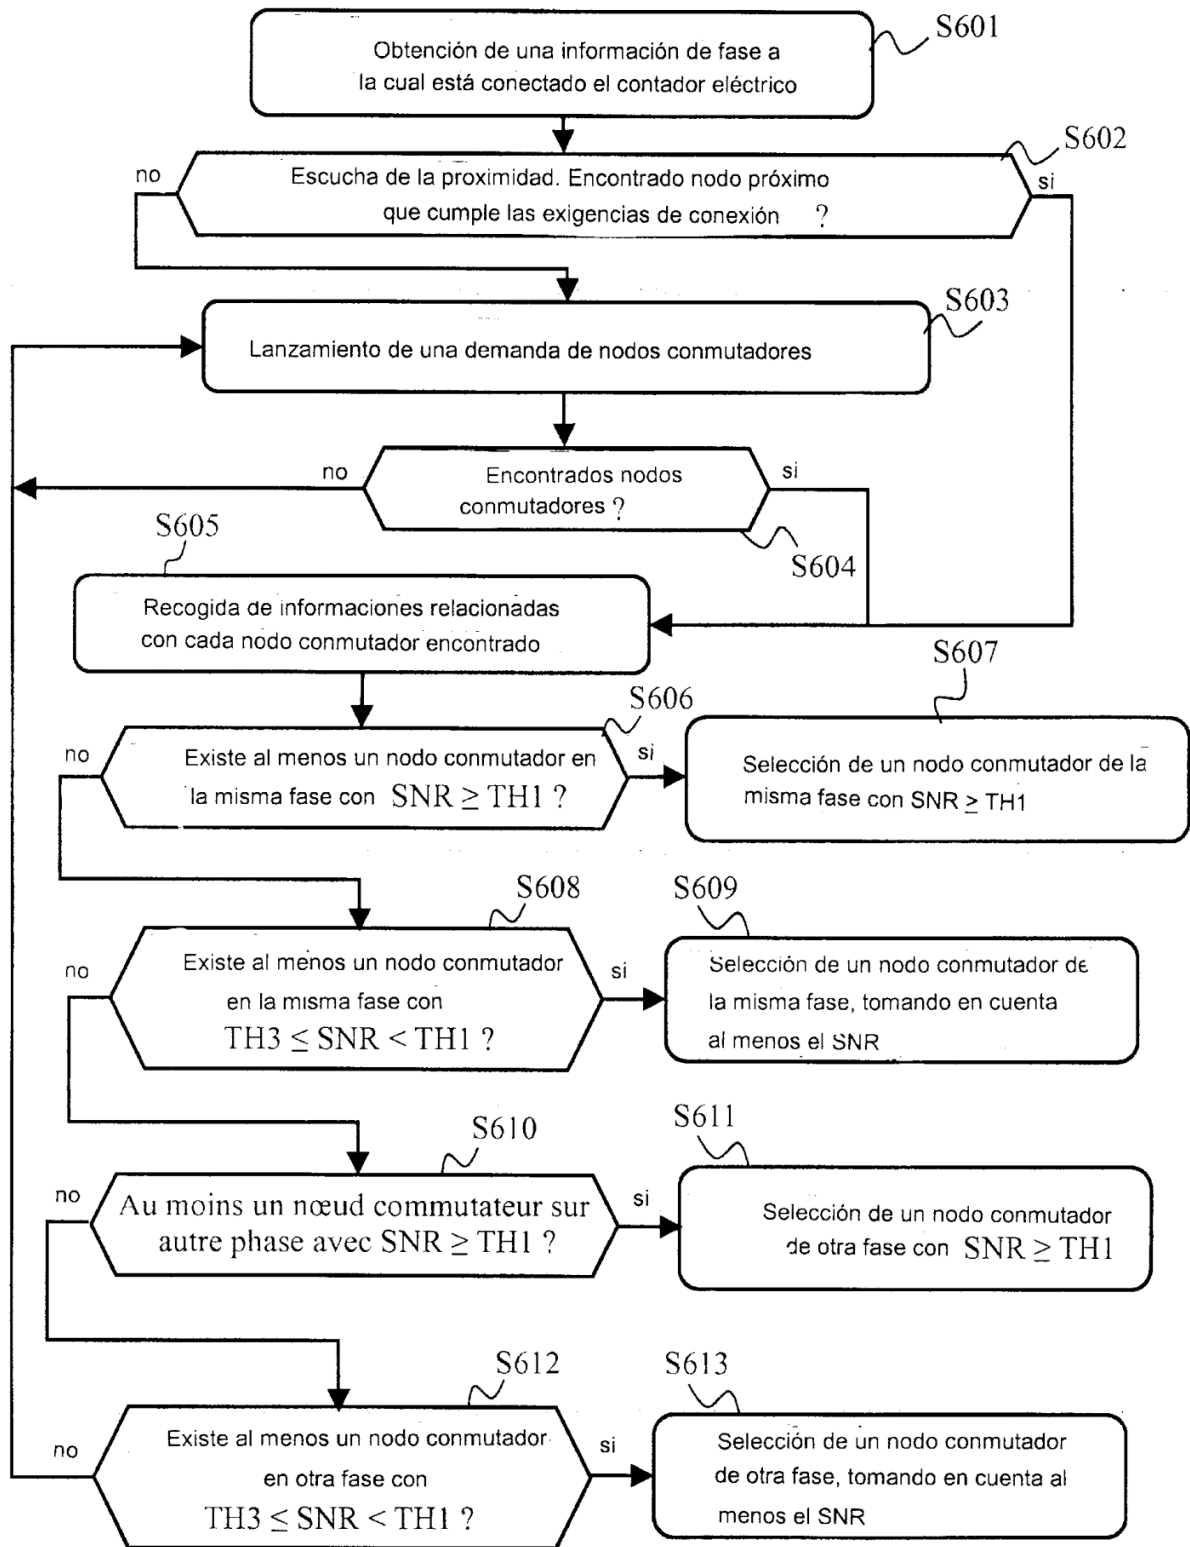 S601
Obtención de una información de fase a
la cual está conectado el contador eléctrico
S602
no
Escucha de la proximidad. Encontrado nodo próximo
que cumple las exigencias de conexión ?
si
S603
Lanzamiento de una demanda de nodos conmutadores
no
Encontrados nodos
conmutadores ?
si
S604
S605
Recogida de informaciones relacionadas
con cada nodo conmutador encontrado
S606
no
Existe al menos un nodo conmutador en
la misma fase con SNR ≥ TH1 ?
si
S607
Selección de un nodo conmutador de la
misma fase con SNR ≥ TH1
S608
no
Existe al menos un nodo conmutador
en la misma fase con
TH3 ≤ SNR < TH1 ?
si
S609
Selección de un nodo conmutador de
la misma fase, tomando en cuenta
al menos el SNR
S610
no
Au moins un nœud commutateur sur
autre phase avec SNR ≥ TH1 ?
si
S611
Selección de un nodo conmutador
de otra fase con SNR ≥ TH1
S612
no
Existe al menos un nodo conmutador
en otra fase con
TH3 ≤ SNR < TH1 ?
si
S613
Selección de un nodo conmutador
de otra fase, tomando en cuenta al
menos el SNR